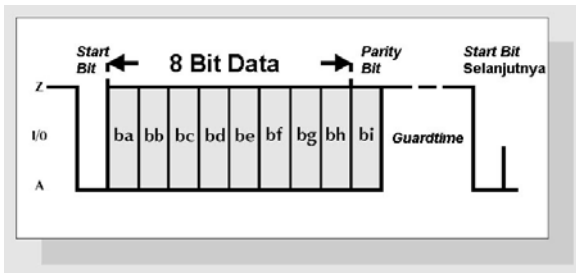 Start Bit
8 Bit Data
Parity Bit
Start Bit Selanjutnya
Z
I/O
ba bb bc bd be bf bg bh bi
Guardtime
A